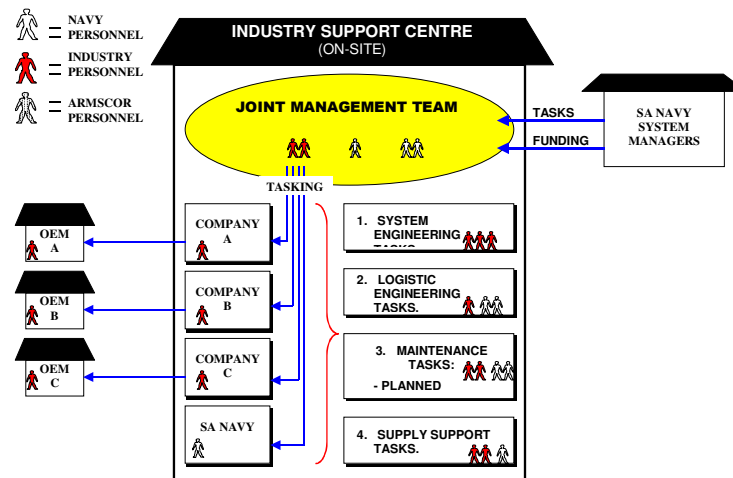 NAVY
PERSONNEL
INDUSTRY
PERSONNEL
ARMSCOR
PERSONNEL
INDUSTRY SUPPORT CENTRE
(ON-SITE)
JOINT MANAGEMENT TEAM
TASKS
FUNDING
SA NAVY
SYSTEM
MANAGERS
TASKING
OEM
A
COMPANY
A
OEM
B
COMPANY
B
OEM
C
COMPANY
C
SA NAVY
1. SYSTEM
ENGINEERING
TASKS
2. LOGISTIC
ENGINEERING
TASKS.
3. MAINTENANCE
TASKS:
- PLANNED
4. SUPPLY SUPPORT
TASKS.